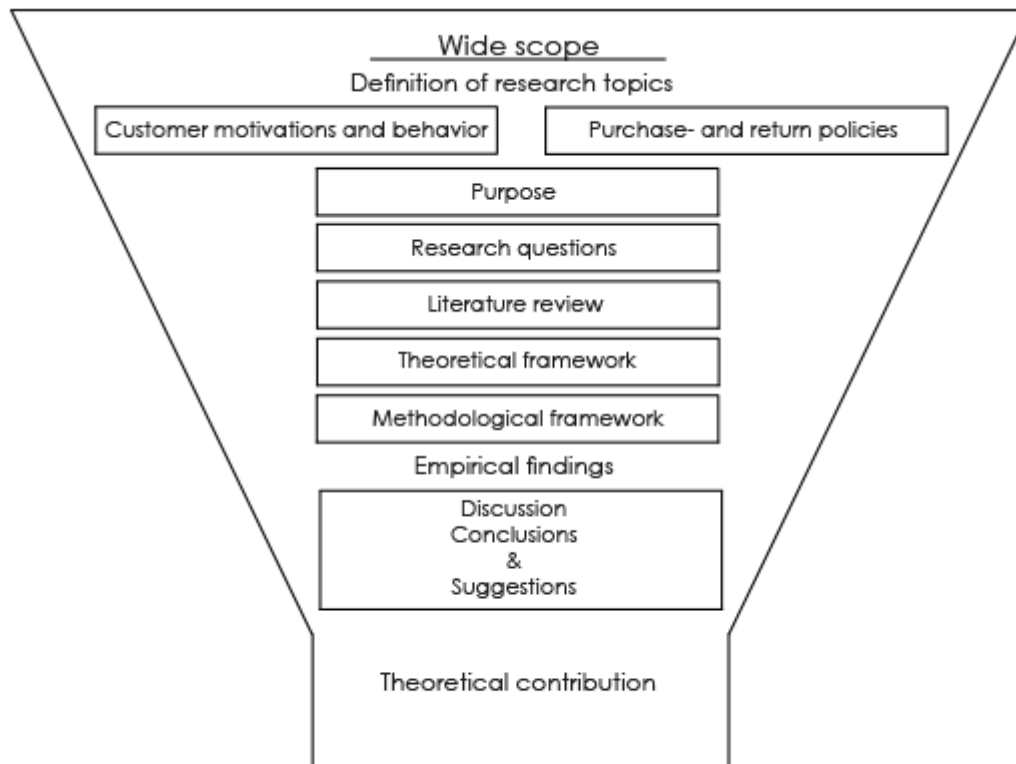 Wide scope
Definition of research topics
Customer motivations and behavior
Purchase- and return policies
Purpose
Research questions
Literature review
Theoretical framework
Methodological framework
Empirical findings
Discussion
Conclusions
&
Suggestions
Theoretical contribution